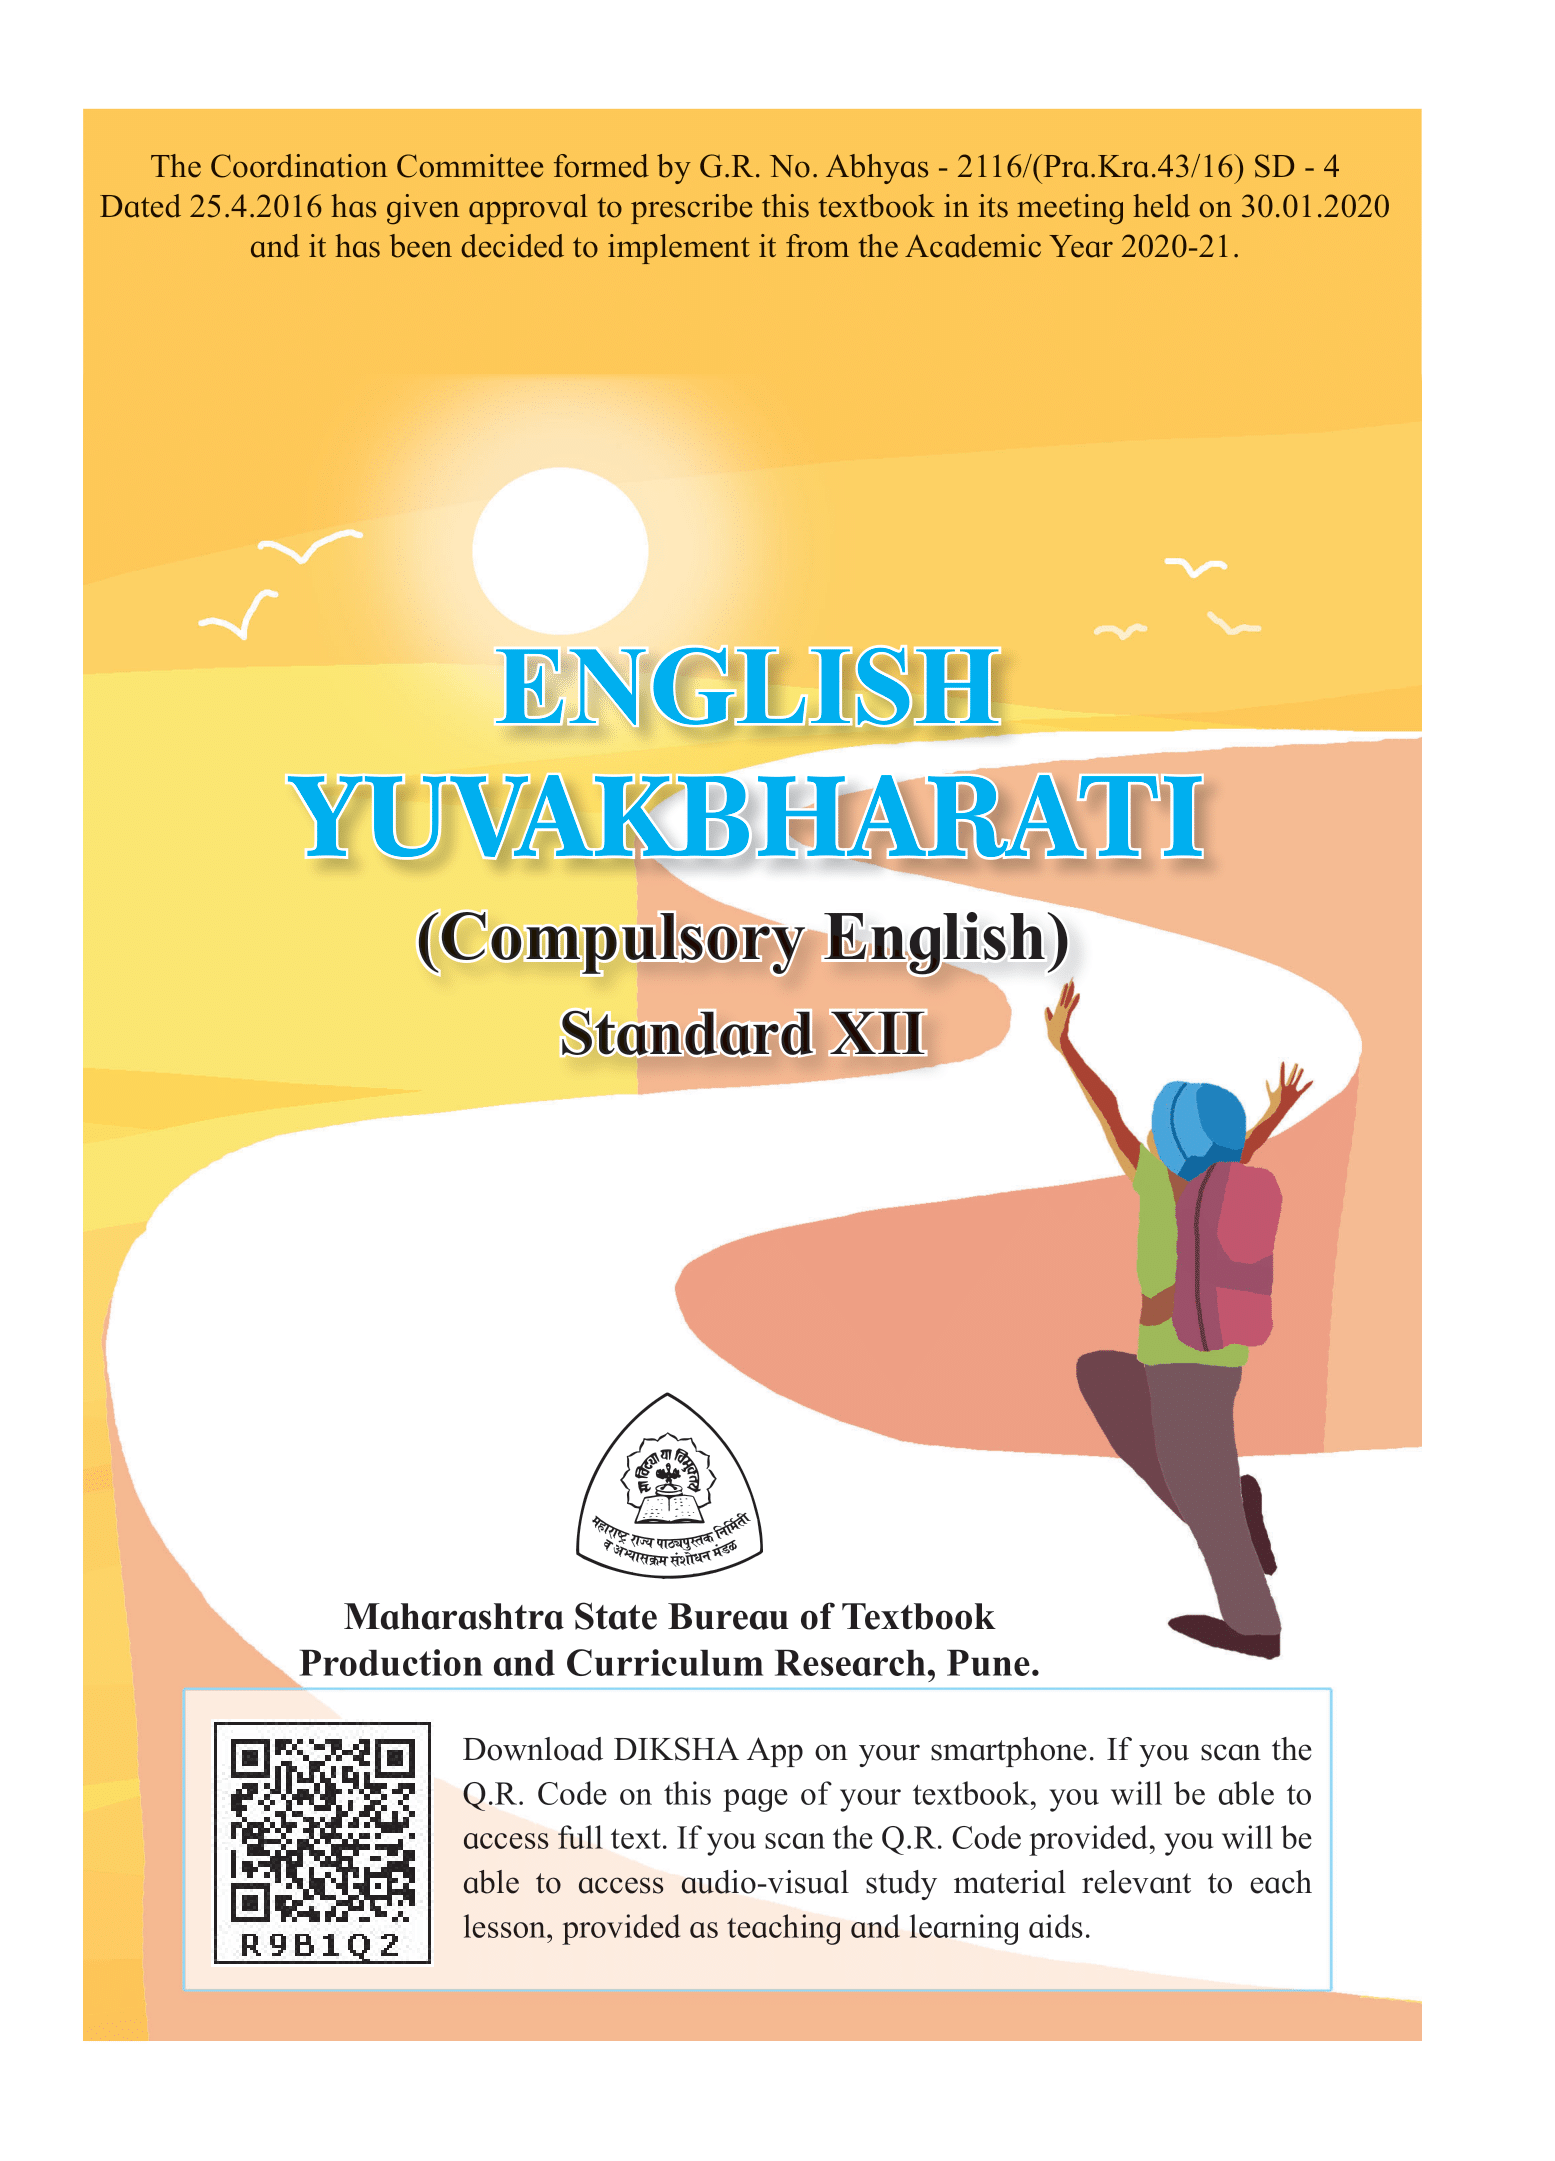 The Coordination Committee formed by G.R. No. Abhyas - 2116/(Pra.Kra.43/16) SD - 4
Dated 25.4.2016 has given approval to prescribe this textbook in its meeting held on 30.01.2020
and it has been decided to implement it from the Academic Year 2020-21.
ENGLISH
YUVAKBHARATI
(Compulsory English)
Standard XII
सा विद्या या विमुक्तये
महाराष्ट्र राज्य पाठ्यपुस्तक निर्मिती
व अभ्यासक्रम संशोधन मंडळ
Maharashtra State Bureau of Textbook
Production and Curriculum Research, Pune.
Download DIKSHA App on your smartphone. If you scan the
Q.R. Code on this page of your textbook, you will be able to
access full text. If you scan the Q.R. Code provided, you will be
able to access audio-visual study material relevant to each
lesson, provided as teaching and learning aids.
R9B1Q2